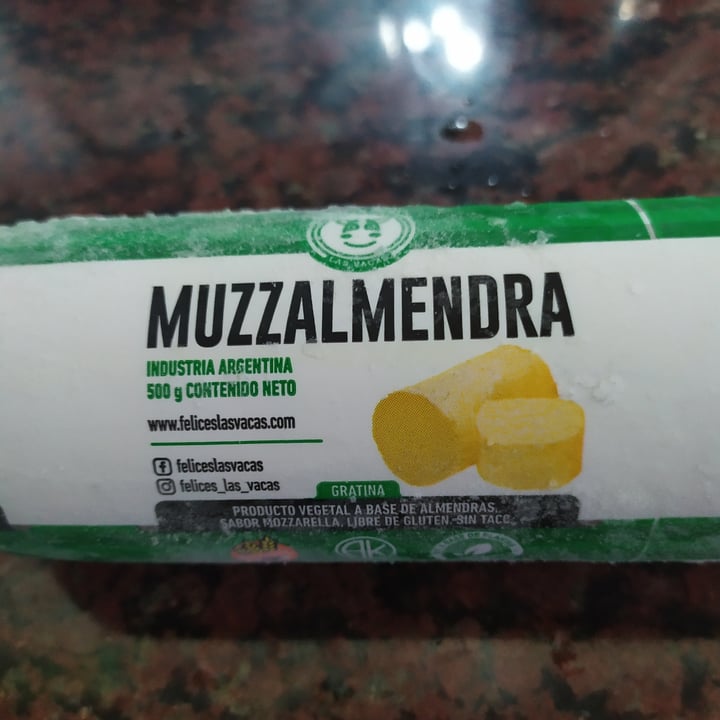 LAS VACAS
MUZZALMENDRA
INDUSTRIA ARGENTINA
500 g CONTENIDO NETO
www.feliceslasvacas.com
feliceslasvacas
felices_las_vacas
GRATINA
PRODUCTO VEGETAL A BASE DE ALMENDRAS,
SABOR MOZZARELLA, LIBRE DE GLUTEN, SIN TACC